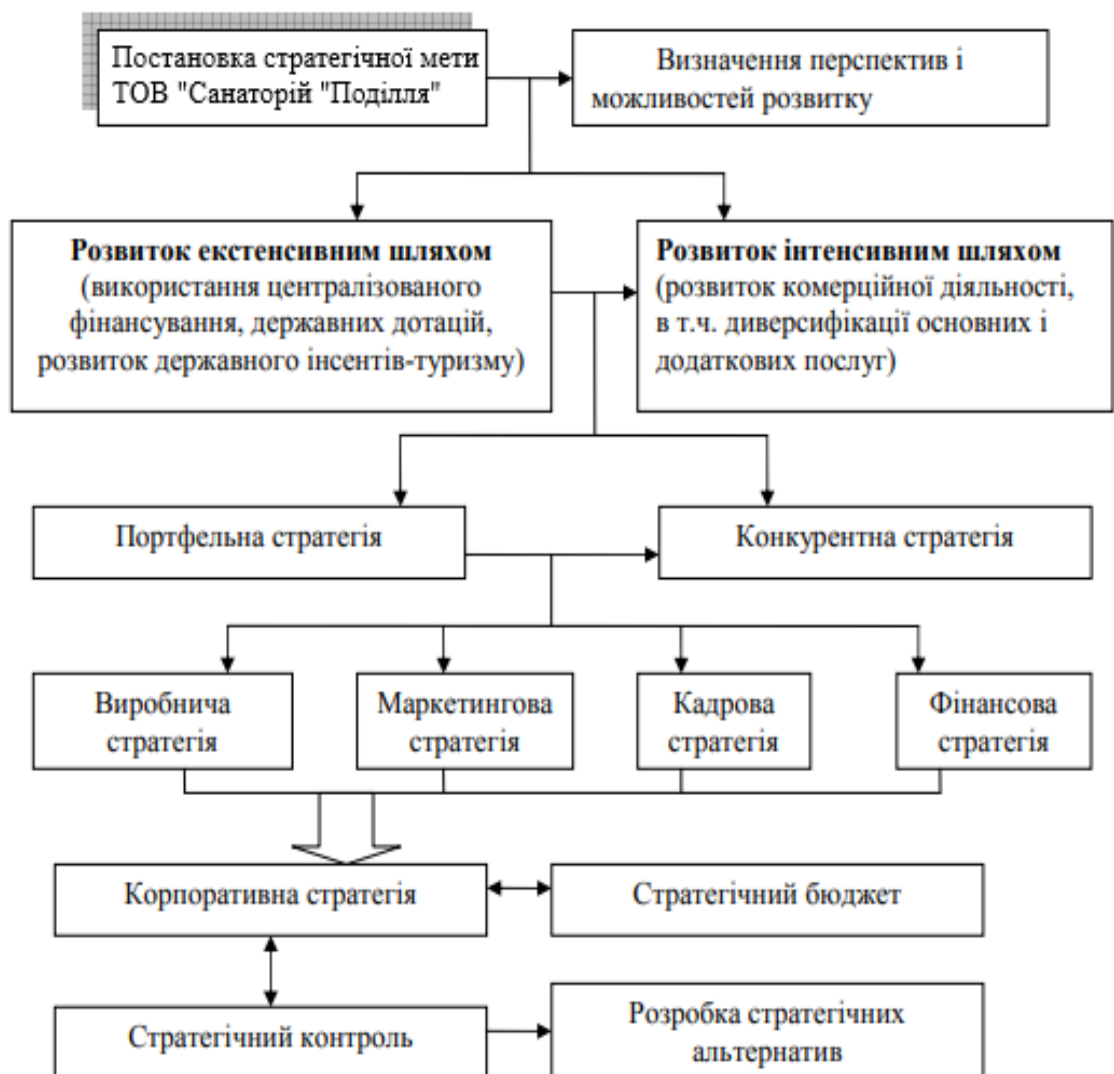 Постановка стратегічної мети
ТОВ "Санаторій "Поділля"
Визначення перспектив і
можливостей розвитку
Розвиток екстенсивним шляхом
(використання централізованого
фінансування, державних дотацій,
розвиток державного інсентів-туризму)
Розвиток інтенсивним шляхом
(розвиток комерційної діяльності,
в т.ч. диверсифікації основних і
додаткових послуг)
Портфельна стратегія
Конкурентна стратегія
Виробнича
стратегія
Маркетингова
стратегія
Кадрова
стратегія
Фінансова
стратегія
Корпоративна стратегія
Стратегічний бюджет
Стратегічний контроль
Розробка стратегічних
альтернатив